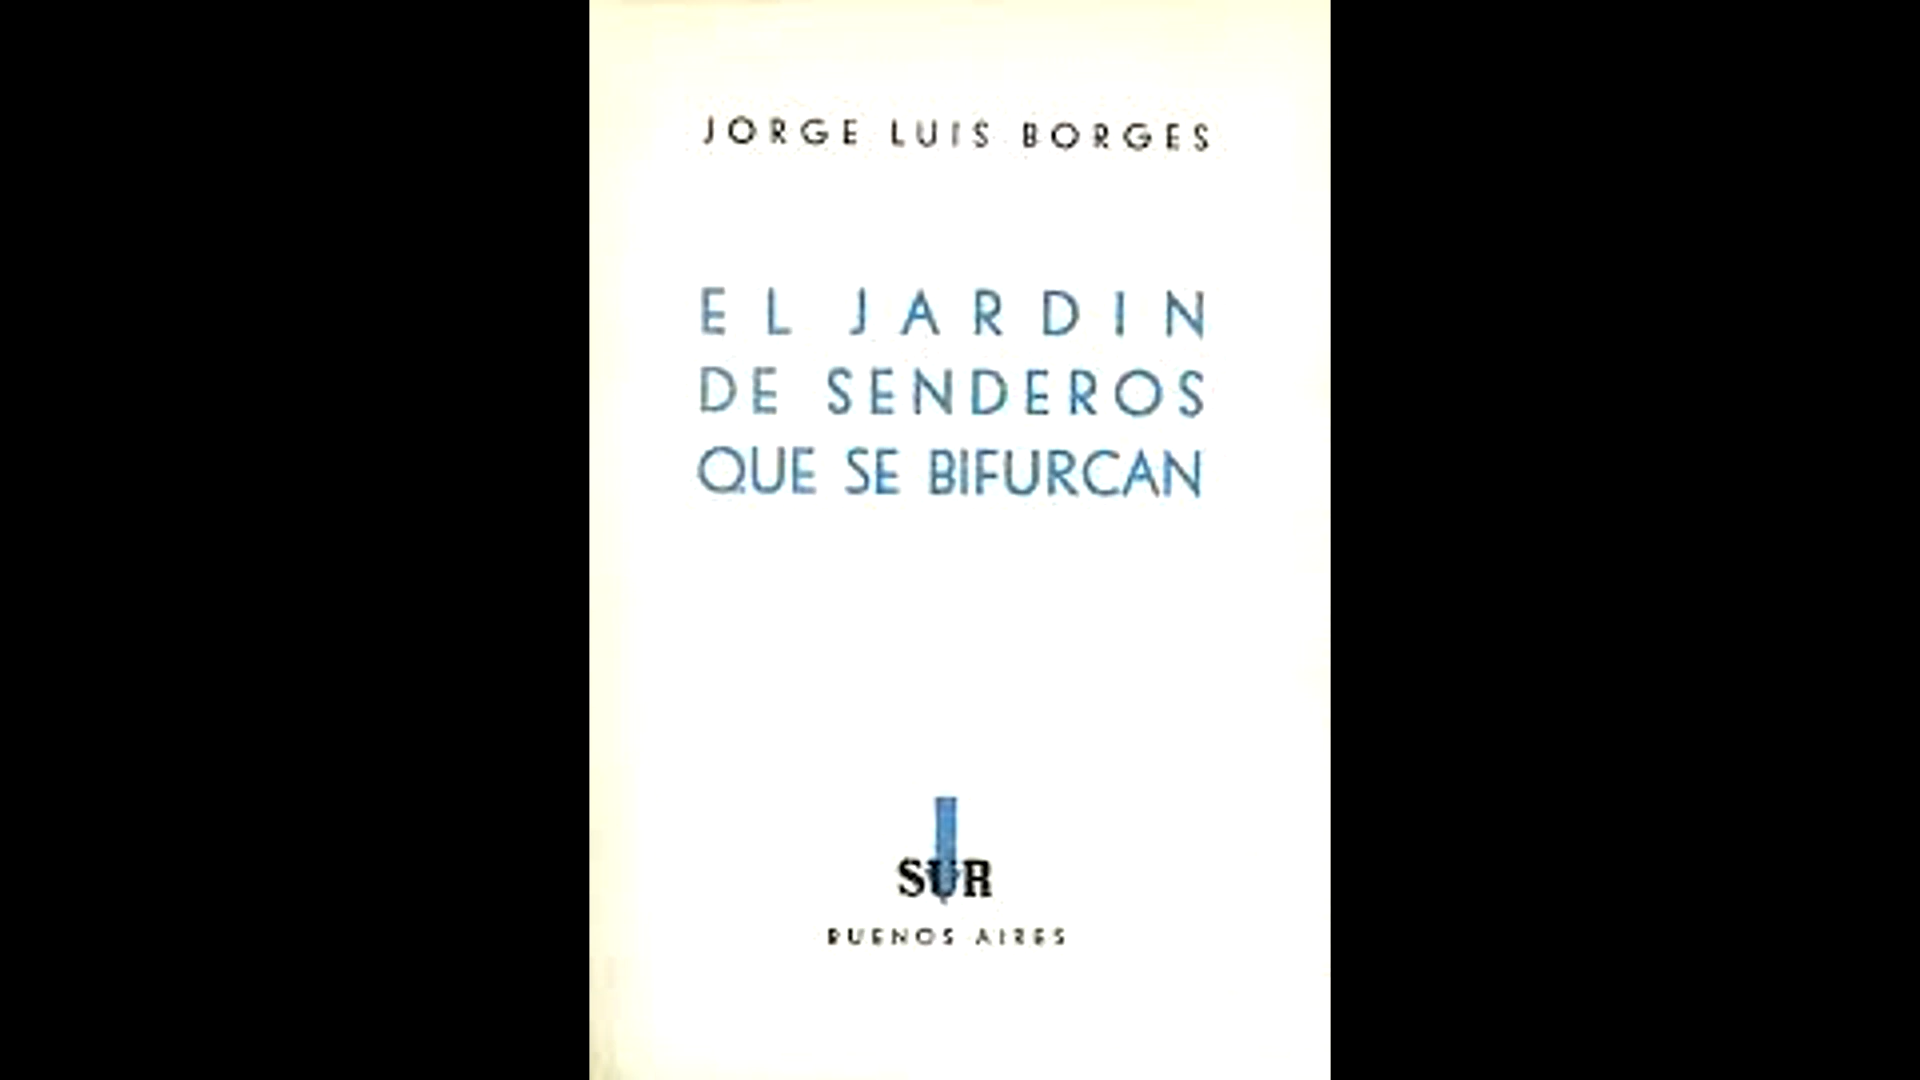 JORGE LUIS BORGES
EL JARDIN
DE SENDEROS
QUE SE BIFURCAN
SUR
BUENOS AIRES